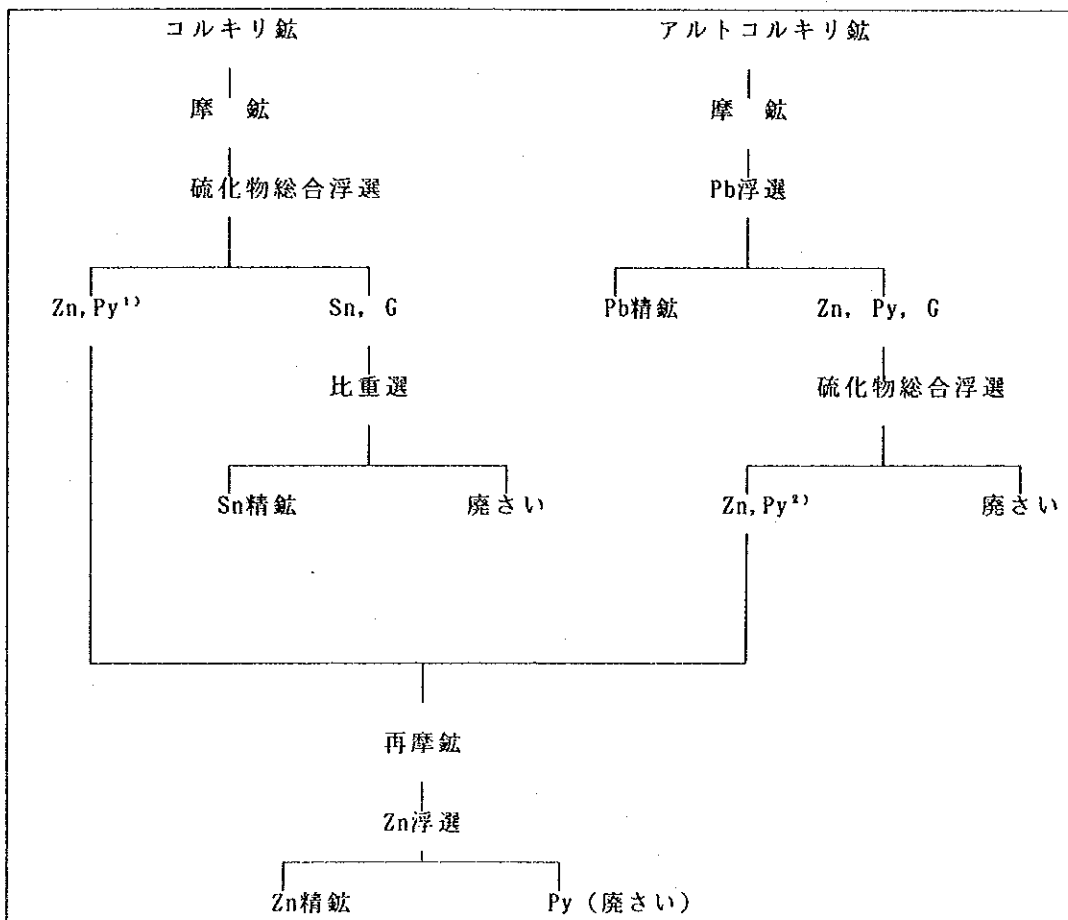 コルキリ鉱 アルトコルキリ鉱
摩 鉱 摩 鉱
硫化物総合浮選 Pb浮選
Zn,Py¹⁾ Sn, G Pb精鉱 Zn, Py, G
比重選 硫化物総合浮選
Sn精鉱 廃さい Zn,Py²⁾ 廃さい
再摩鉱
Zn浮選
Zn精鉱 Py (廃さい)